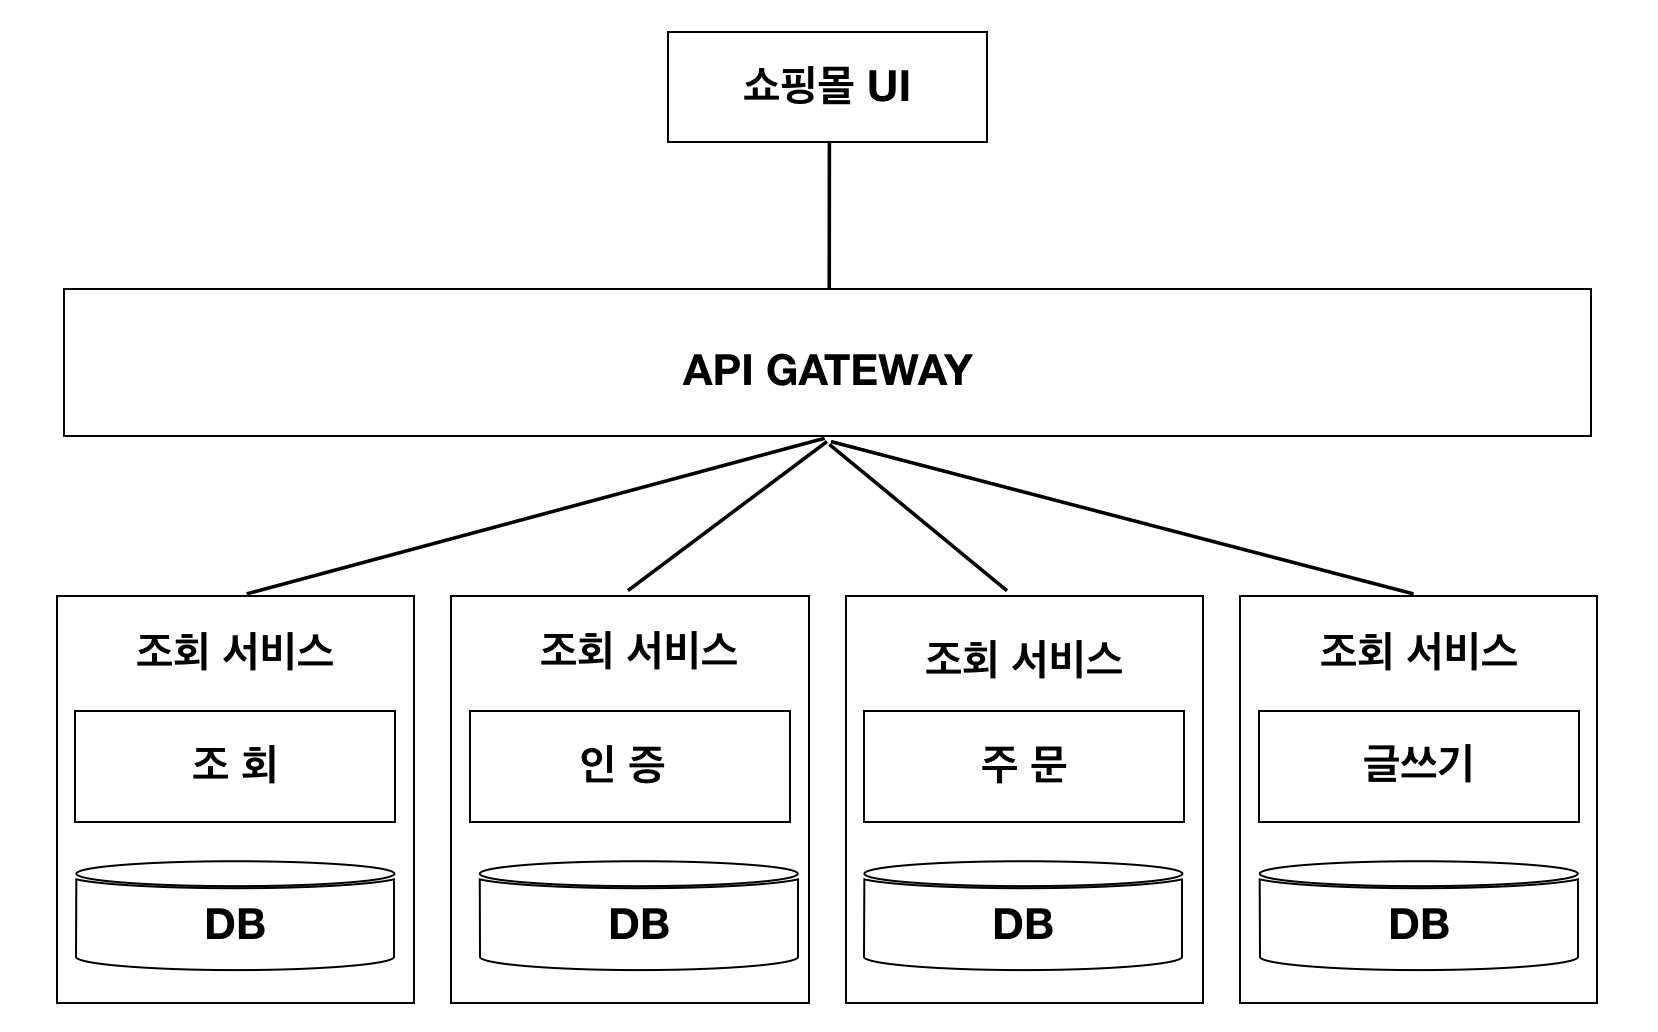 쇼핑몰 UI
API GATEWAY
조회 서비스
조 회
DB
조회 서비스
인 증
DB
조회 서비스
주 문
DB
조회 서비스
글쓰기
DB